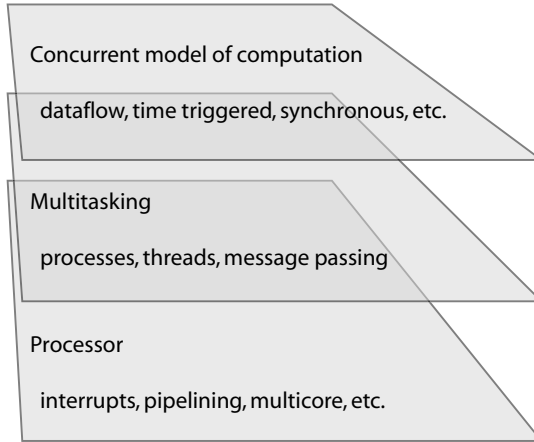 Concurrent model of computation
dataflow, time triggered, synchronous, etc.
Multitasking
processes, threads, message passing
Processor
interrupts, pipelining, multicore, etc.